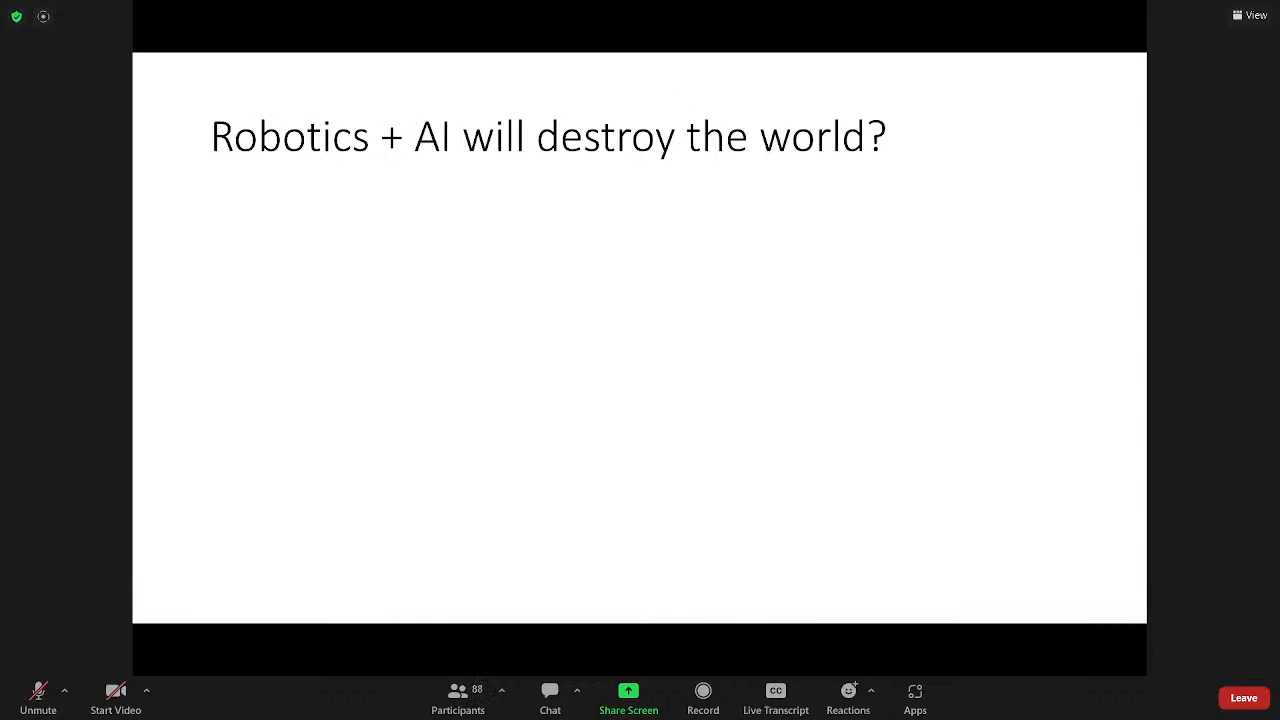 View
Robotics + AI will destroy the world?
88
Unmute
Start Video
Participants
Chat
Share Screen
Record
CC
Live Transcript
Reactions
Apps
Leave